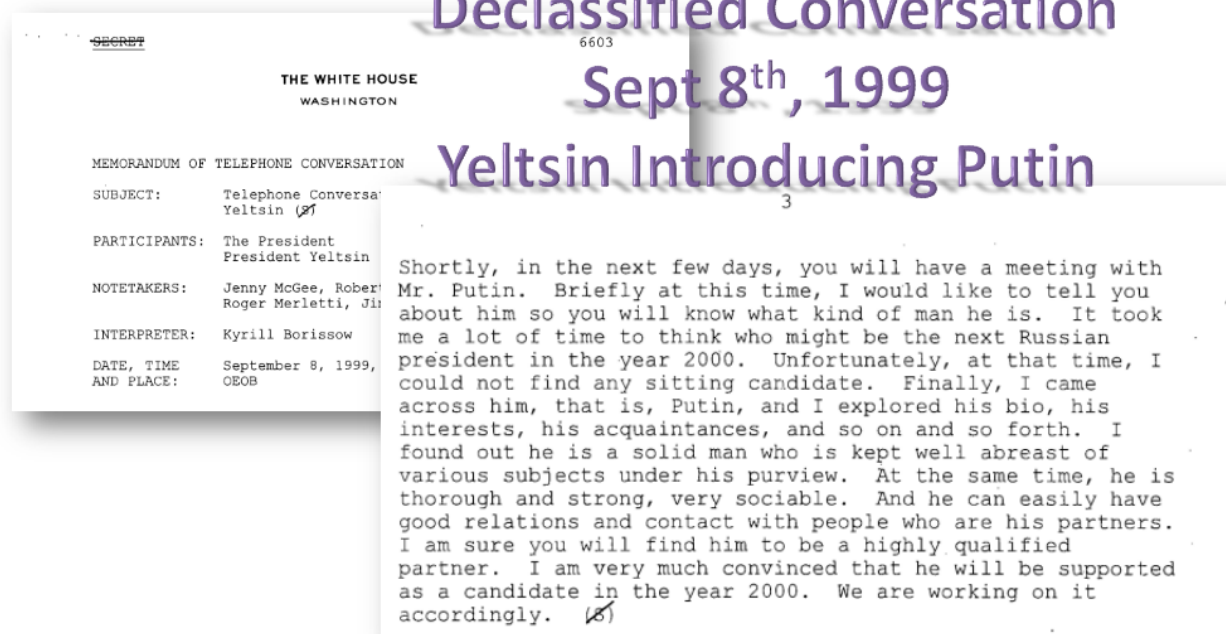 Declassified Conversation
Sept 8th, 1999
Yeltsin Introducing Putin
SECRET
6603
THE WHITE HOUSE
WASHINGTON
MEMORANDUM OF TELEPHONE CONVERSATION
SUBJECT: Telephone
Yeltsin (S)
PARTICIPANTS: The President
President Yeltsin
NOTETAKERS: Jenny McGee,
Roger Merletti,
INTERPRETER: Kyrill Borissow
DATE, TIME September 8, 1999,
AND PLACE: OEOB
3
Shortly, in the next few days, you will have a meeting with
Mr. Putin. Briefly at this time, I would like to tell you
about him so you will know what kind of man he is. It took
me a lot of time to think who might be the next Russian
president in the year 2000. Unfortunately, at that time, I
could not find any sitting candidate. Finally, I came
across him, that is, Putin, and I explored his bio, his
interests, his acquaintances, and so on and so forth. I
found out he is a solid man who is kept well abreast of
various subjects under his purview. At the same time, he is
thorough and strong, very sociable. And he can easily have
good relations and contact with people who are his partners.
I am sure you will find him to be a highly qualified
partner. I am very much convinced that he will be supported
as a candidate in the year 2000. We are working on it
accordingly. (S)